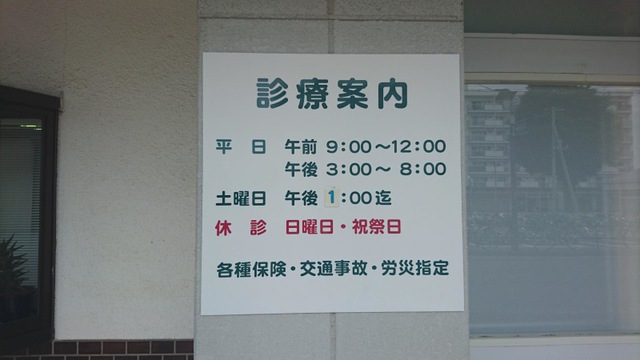 診療案内
平日 午前 9:00～12:00
午後 3:00～ 8:00
土曜日 午後 1:00迄
休診 日曜日・祝祭日
各種保険・交通事故・労災指定